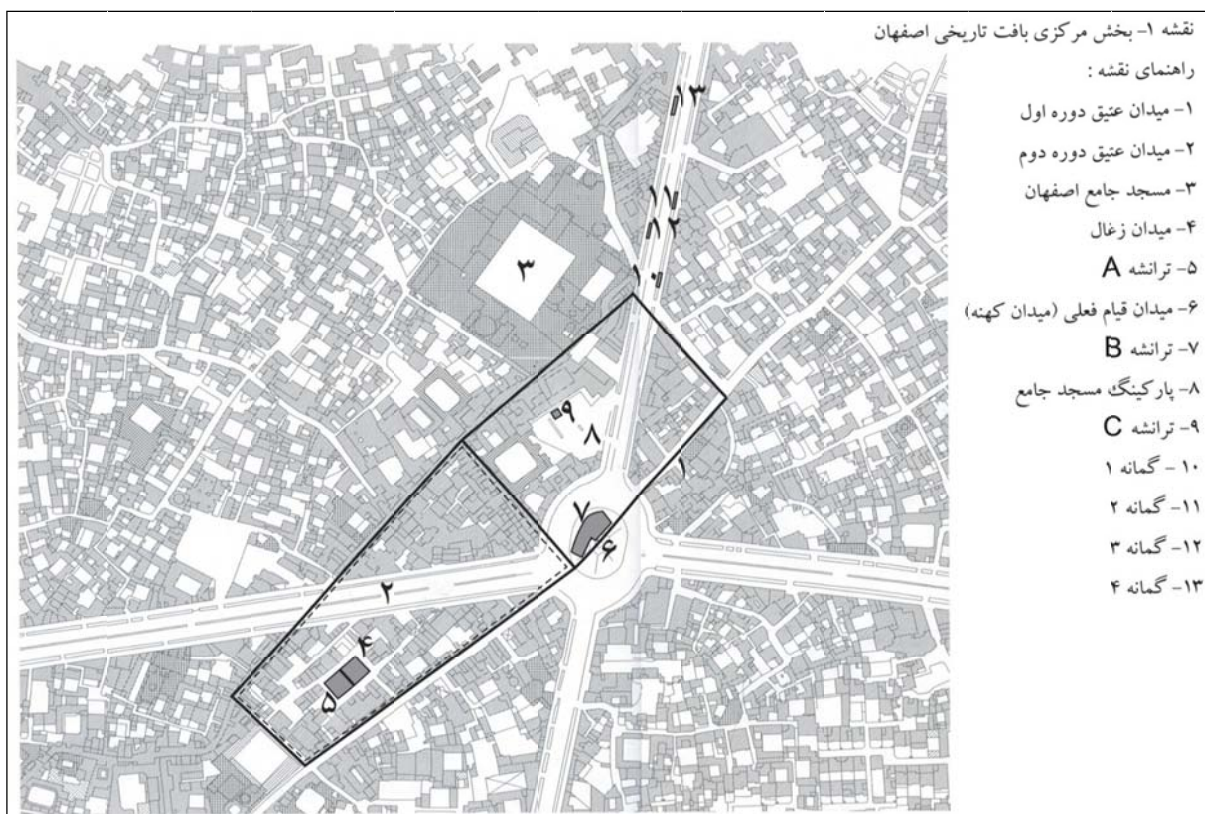 نقشه ۱- بخش مرکزی بافت تاریخی اصفهان
راهنمای نقشه :
۱- میدان عتیق دوره اول
۲- میدان عتیق دوره دوم
۳- مسجد جامع اصفهان
۴- میدان زغال
۵- ترانشه A
۶- میدان قیام فعلی (میدان کهنه)
۷- ترانشه B
۸- پارکینگ مسجد جامع
۹- ترانشه C
۱۰ - گمانه ۱
۱۱- گمانه ۲
۱۲- گمانه ۳
۱۳- گمانه ۴
۱۳
۱۱
۱۲
۱۰
۳
۹
۸
۱
۷
۶
۲
۴
۵